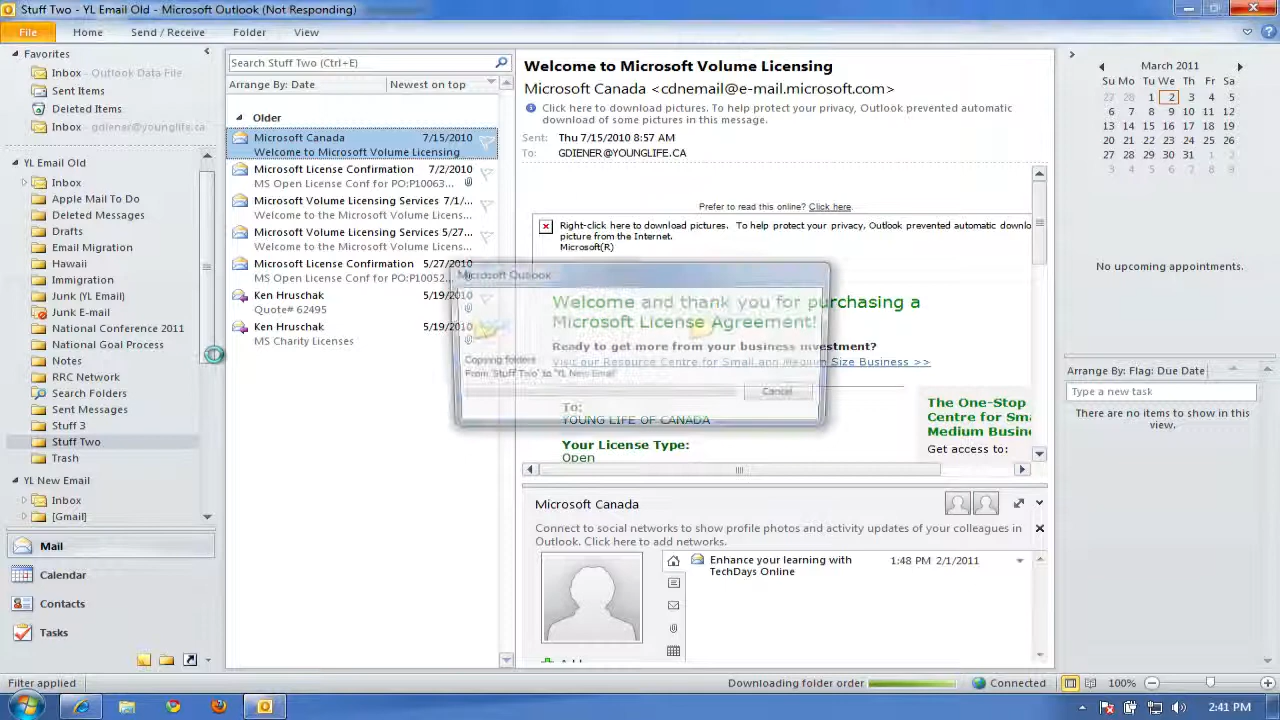 Stuff Two - YL Email Old - Microsoft Outlook (Not Responding)
File Home Send / Receive Folder View
Favorites
Inbox - Outlook Data File
Sent Items
Deleted Items
Inbox - gdiener@younglife.ca
YL Email Old
Inbox
Apple Mail To Do
Deleted Messages
Drafts
Email Migration
Hawaii
Immigration
Junk (YL Email)
Junk E-mail
National Conference 2011
National Goal Process
Notes
RRC Network
Search Folders
Sent Messages
Stuff 3
Stuff Two
Trash
YL New Email
Inbox
[Gmail]
Mail
Calendar
Contacts
Tasks
Search Stuff Two (Ctrl+E)
Arrange By: Date Newest on top
Older
Microsoft Canada 7/15/2010
Welcome to Microsoft Volume Licensing
Microsoft License Confirmation 7/2/2010
MS Open License Conf for PO:P10063...
Microsoft Volume Licensing Services 7/1/...
Welcome to the Microsoft Volume Licens...
Microsoft Volume Licensing Services 5/27...
Welcome to the Microsoft Volume Licens...
Microsoft License Confirmation 5/27/2010
MS Open License Conf for PO:P10052...
Ken Hruschak 5/19/2010
Quote# 62495
Ken Hruschak 5/19/2010
MS Charity Licenses
Welcome to Microsoft Volume Licensing
Microsoft Canada <cdnemail@e-mail.microsoft.com>
Click here to download pictures. To help protect your privacy, Outlook prevented automatic
download of some pictures in this message.
Sent: Thu 7/15/2010 8:57 AM
To: GDIENER@YOUNGLIFE.CA
Prefer to read this online? Click here.
Right-click here to download pictures. To help protect your privacy, Outlook prevented automatic downlo
picture from the Internet.
Microsoft(R)
Welcome and thank you for purchasing a
Microsoft License Agreement!
Ready to get more from your business investment?
Visit our Resource Centre for Small and Medium Size Business >>
To:
YOUNG LIFE OF CANADA
Your License Type:
Open
The One-Stop
Centre for Sma
Medium Busin
Get access to:
Microsoft Outlook
Copying folders
From 'Stuff Two' to 'YL New Email'
Cancel
Microsoft Canada
Connect to social networks to show profile photos and activity updates of your colleagues in
Outlook. Click here to add networks.
Enhance your learning with 1:48 PM 2/1/2011
TechDays Online
March 2011
Su Mo Tu We Th Fr Sa
27 28 1 2 3 4 5
6 7 8 9 10 11 12
13 14 15 16 17 18 19
20 21 22 23 24 25 26
27 28 29 30 31 1 2
3 4 5 6 7 8 9
No upcoming appointments.
Arrange By: Flag: Due Date
Type a new task
There are no items to show in this
view.
Filter applied
Downloading folder order
Connected
100%
2:41 PM